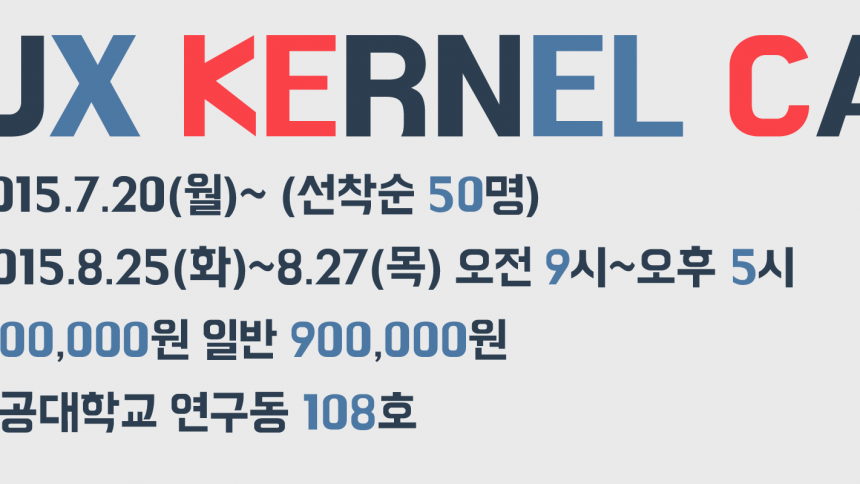 UX KERNEL CA
015.7.20(월)~ (선착순 50명)
015.8.25(화)~8.27(목) 오전 9시~오후 5시
00,000원 일반 900,000원
공대학교 연구동 108호